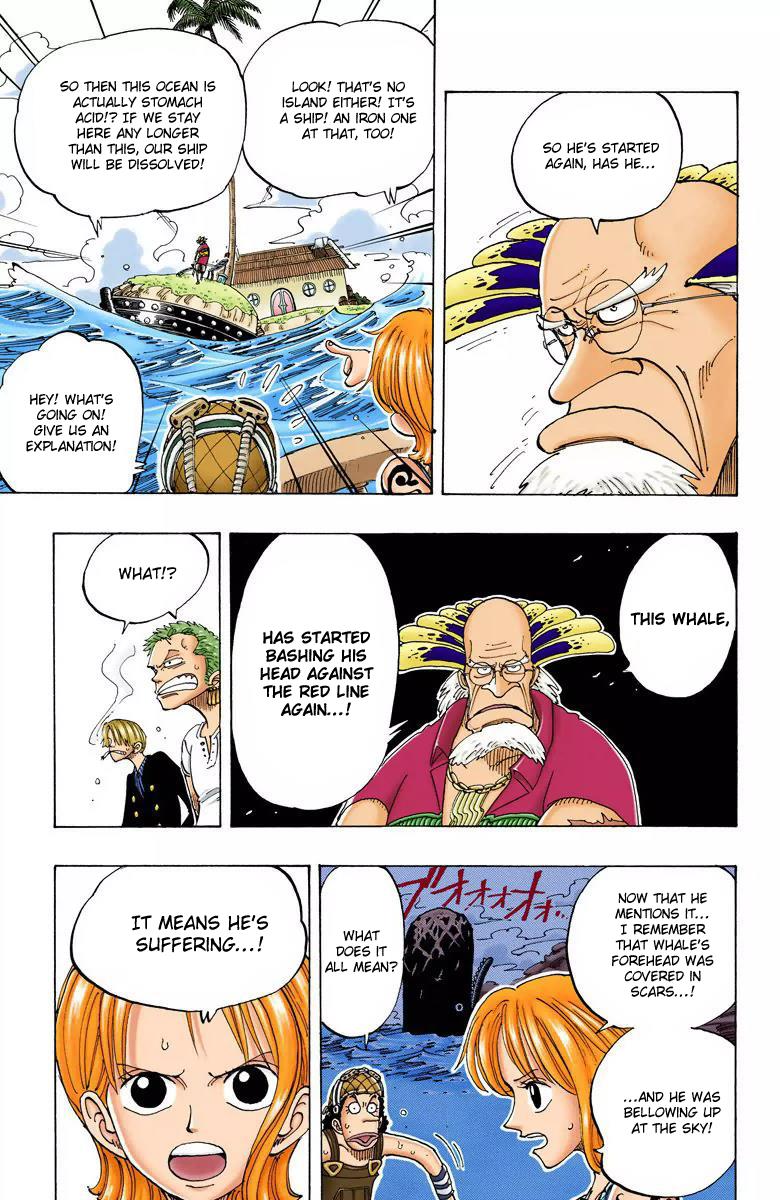 SO HE'S STARTED
AGAIN, HAS HE...
LOOK! THAT'S NO
ISLAND EITHER! IT'S
A SHIP! AN IRON ONE
AT THAT, TOO!
SO THEN THIS OCEAN IS
ACTUALLY STOMACH
ACID!? IF WE STAY
HERE ANY LONGER
THAN THIS, OUR SHIP
WILL BE DISSOLVED!
HEY! WHAT'S
GOING ON!
GIVE US AN
EXPLANATION!
THIS WHALE,
HAS STARTED
BASHING HIS
HEAD AGAINST
THE RED LINE
AGAIN...!
WHAT!?
NOW THAT HE
MENTIONS IT...
I REMEMBER
THAT WHALE'S
FOREHEAD WAS
COVERED IN
SCARS...!
...AND HE WAS
BELLOWING UP
AT THE SKY!
ブオオオオォ..
WHAT
DOES IT
ALL MEAN?
IT MEANS HE'S
SUFFERING...!